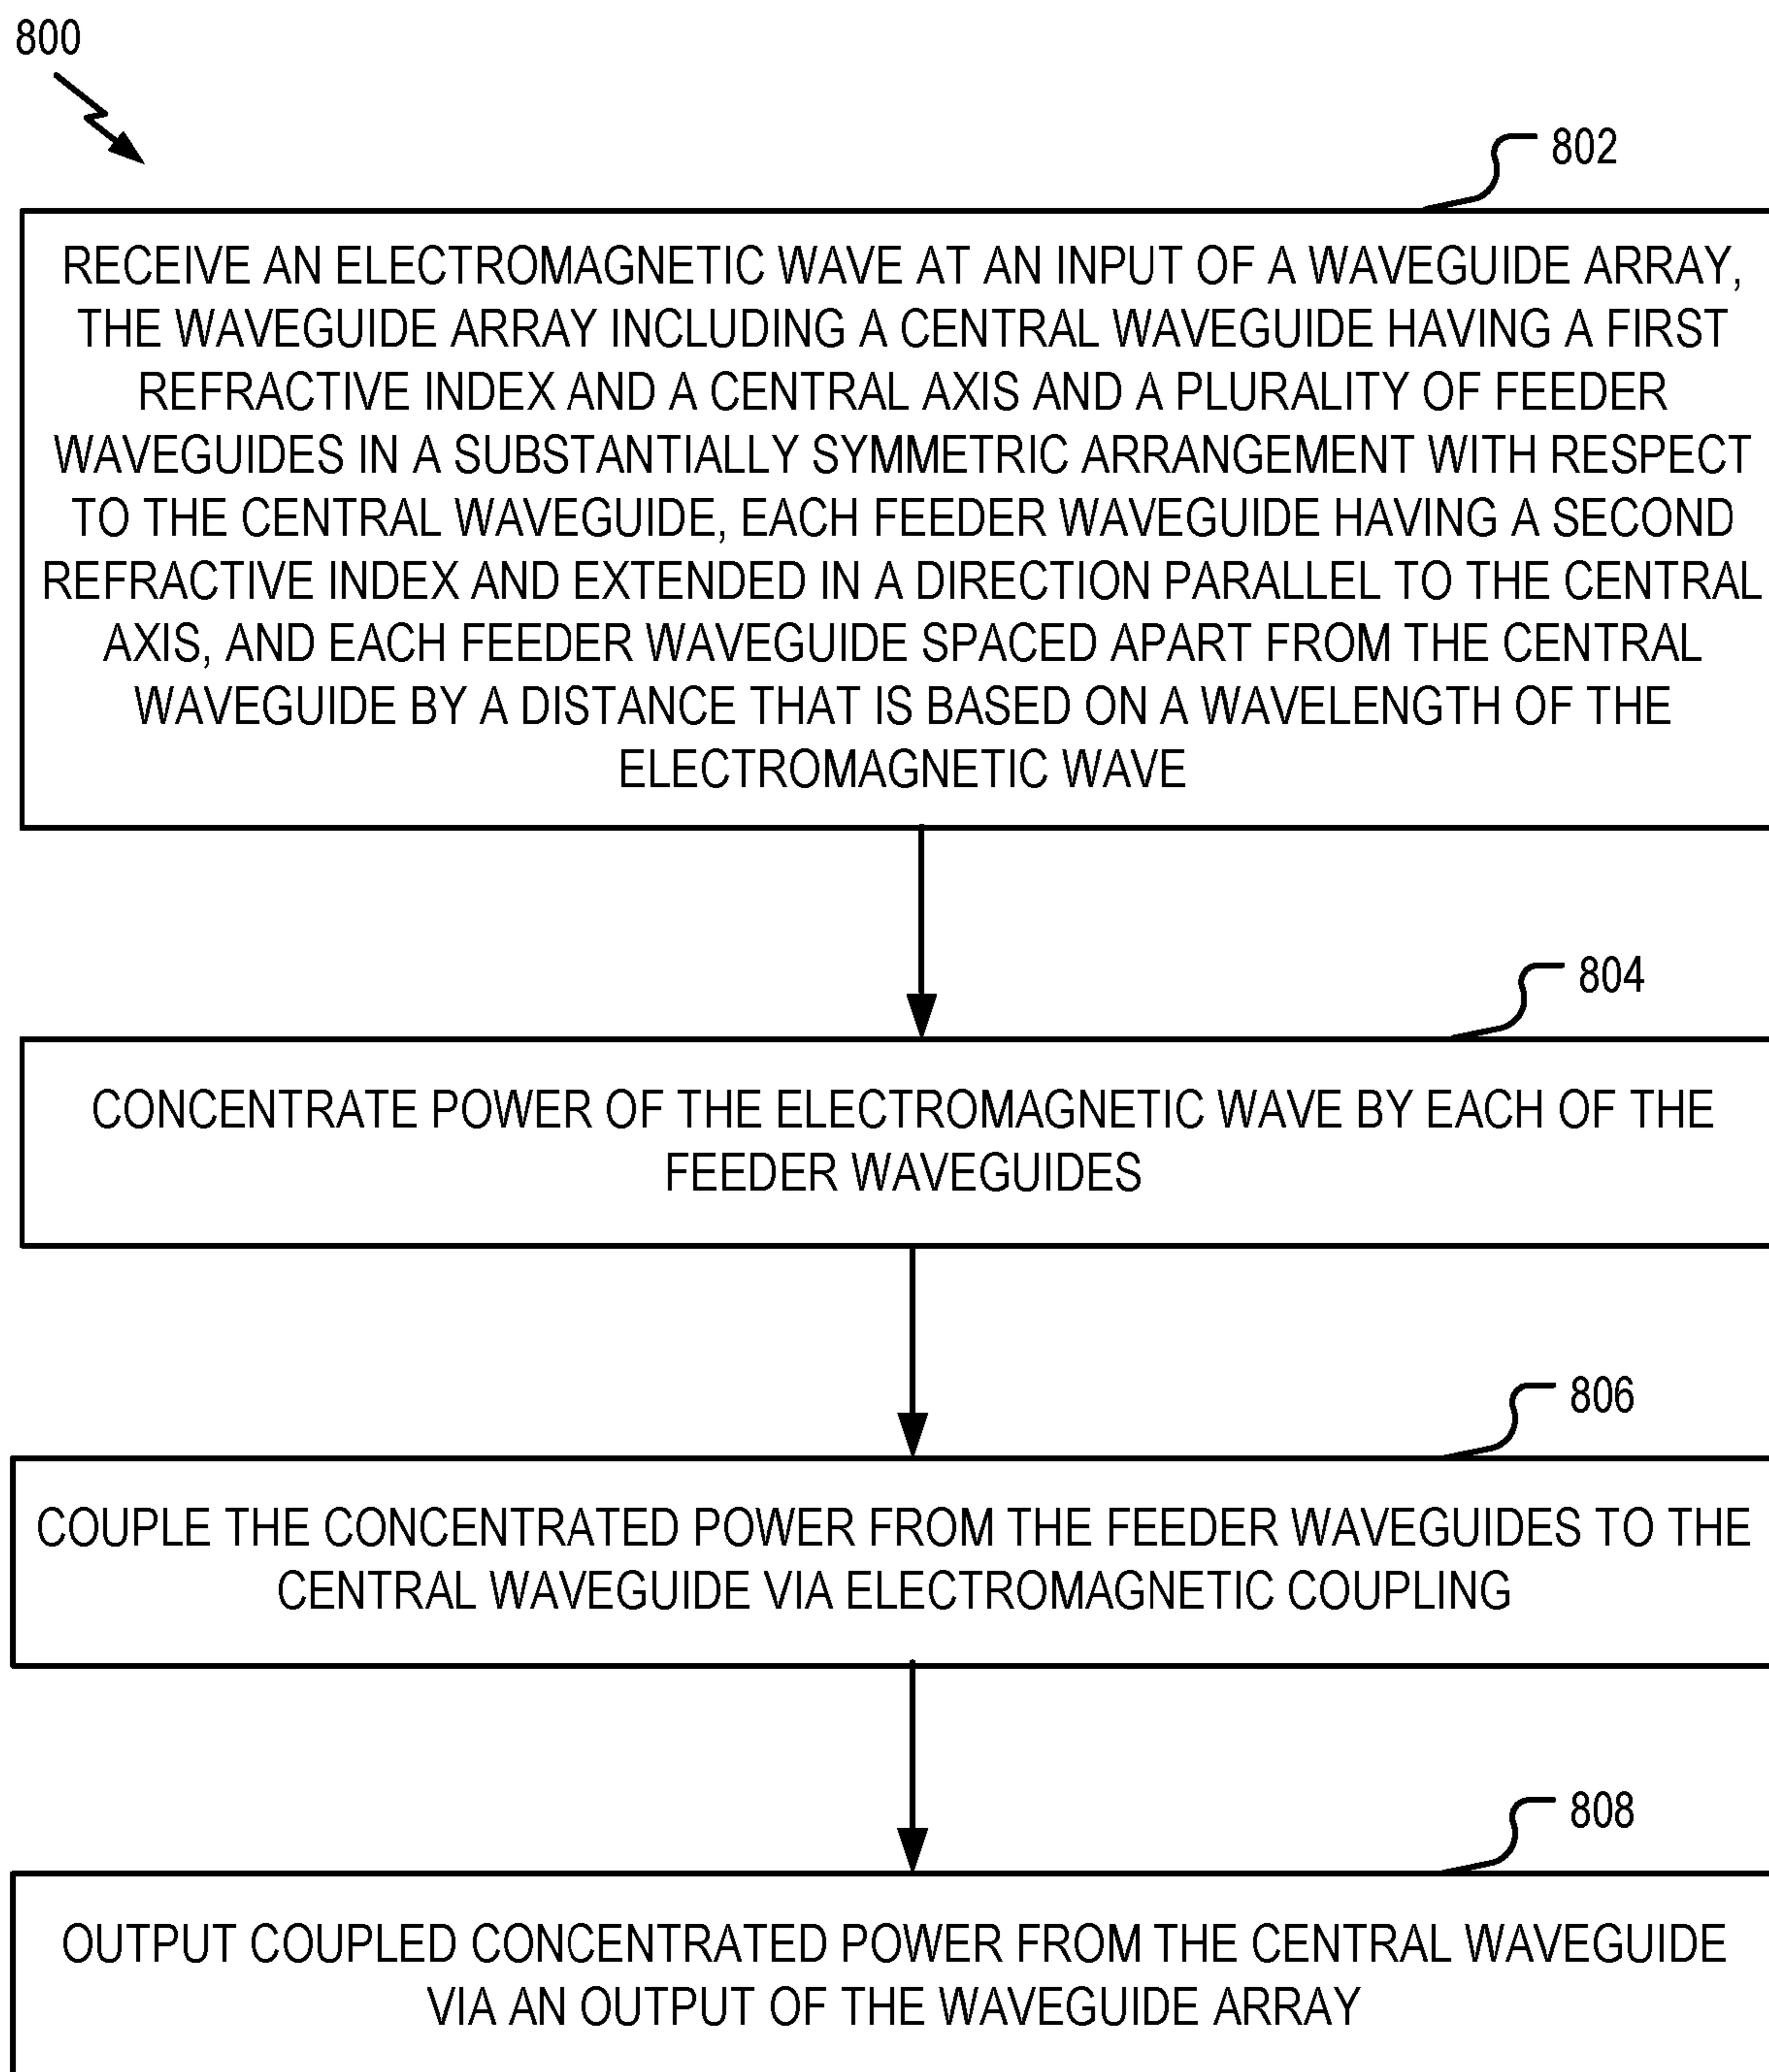 800
802
RECEIVE AN ELECTROMAGNETIC WAVE AT AN INPUT OF A WAVEGUIDE ARRAY,
THE WAVEGUIDE ARRAY INCLUDING A CENTRAL WAVEGUIDE HAVING A FIRST
REFRACTIVE INDEX AND A CENTRAL AXIS AND A PLURALITY OF FEEDER
WAVEGUIDES IN A SUBSTANTIALLY SYMMETRIC ARRANGEMENT WITH RESPECT
TO THE CENTRAL WAVEGUIDE, EACH FEEDER WAVEGUIDE HAVING A SECOND
REFRACTIVE INDEX AND EXTENDED IN A DIRECTION PARALLEL TO THE CENTRAL
AXIS, AND EACH FEEDER WAVEGUIDE SPACED APART FROM THE CENTRAL
WAVEGUIDE BY A DISTANCE THAT IS BASED ON A WAVELENGTH OF THE
ELECTROMAGNETIC WAVE
804
CONCENTRATE POWER OF THE ELECTROMAGNETIC WAVE BY EACH OF THE
FEEDER WAVEGUIDES
806
COUPLE THE CONCENTRATED POWER FROM THE FEEDER WAVEGUIDES TO THE
CENTRAL WAVEGUIDE VIA ELECTROMAGNETIC COUPLING
808
OUTPUT COUPLED CONCENTRATED POWER FROM THE CENTRAL WAVEGUIDE
VIA AN OUTPUT OF THE WAVEGUIDE ARRAY